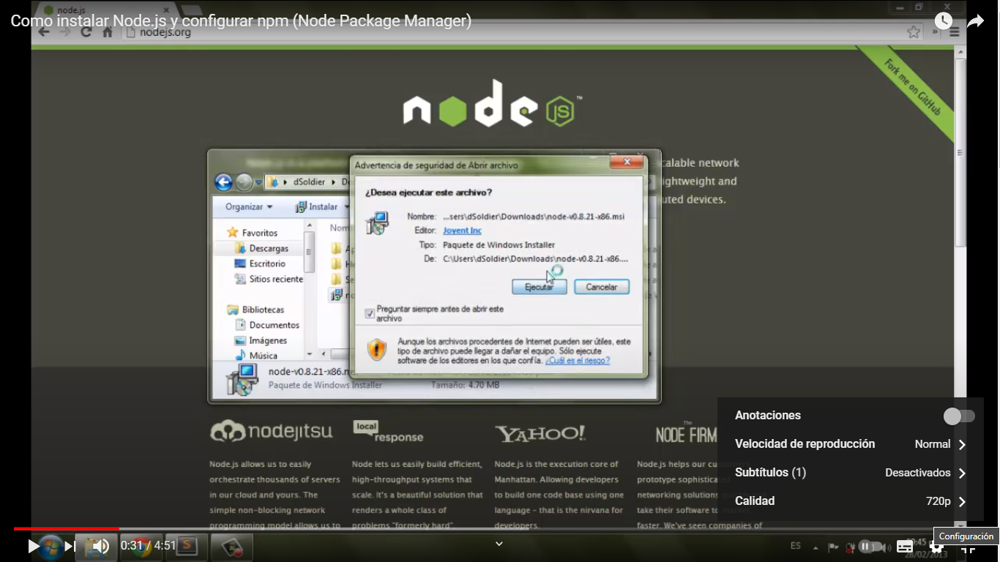 node.js
Como instalar Node.js y configurar npm (Node Package Manager)
nodejs.org
Fork me on GitHub
node JS ™
calable network
ightweight and
uted devices.
dSoldier
Organizar
Instalar
Favoritos
Descargas
Escritorio
Sitios reciente
Bibliotecas
Documentos
Imágenes
Música
Advertencia de seguridad de Abrir archivo
¿Desea ejecutar este archivo?
Nombre: ...sers\dSoldier\Downloads\node-v0.8.21-x86.msi
Editor: Joyent Inc
Tipo: Paquete de Windows Installer
De: C:\Users\dSoldier\Downloads\node-v0.8.21-x86....
Ejecutar
Cancelar
Preguntar siempre antes de abrir este
archivo
Aunque los archivos procedentes de Internet pueden ser útiles, este
tipo de archivo puede llegar a dañar el equipo. Sólo ejecute
software de los editores en los que confía. ¿Cuál es el riesgo?
node-v0.8.21-x86.m
Paquete de Windows Installer
Tamaño: 4.70 MB
nodejitsu
local
response
YAHOO!
The
NODE FIRM
Node.js allows us to easily
orchestrate thousands of servers
in our cloud and yours. The
simple non-blocking network
programming model allows us to
Node lets us easily build efficient,
high-throughput systems that
scale. It's a beautiful solution that
renders a whole class of
problems "formerly hard".
Node.js is the execution core of
Manhattan. Allowing developers
to build one code base using one
language – that is the nirvana for
developers.
Node.js helps our cu
prototype sophistica
networking solutions
take their software to
faster. We've seen companies of
Anotaciones
Velocidad de reproducción Normal
Subtítulos (1) Desactivados
Calidad 720p
Configuración
0:31 / 4:51
ES
28/02/2013